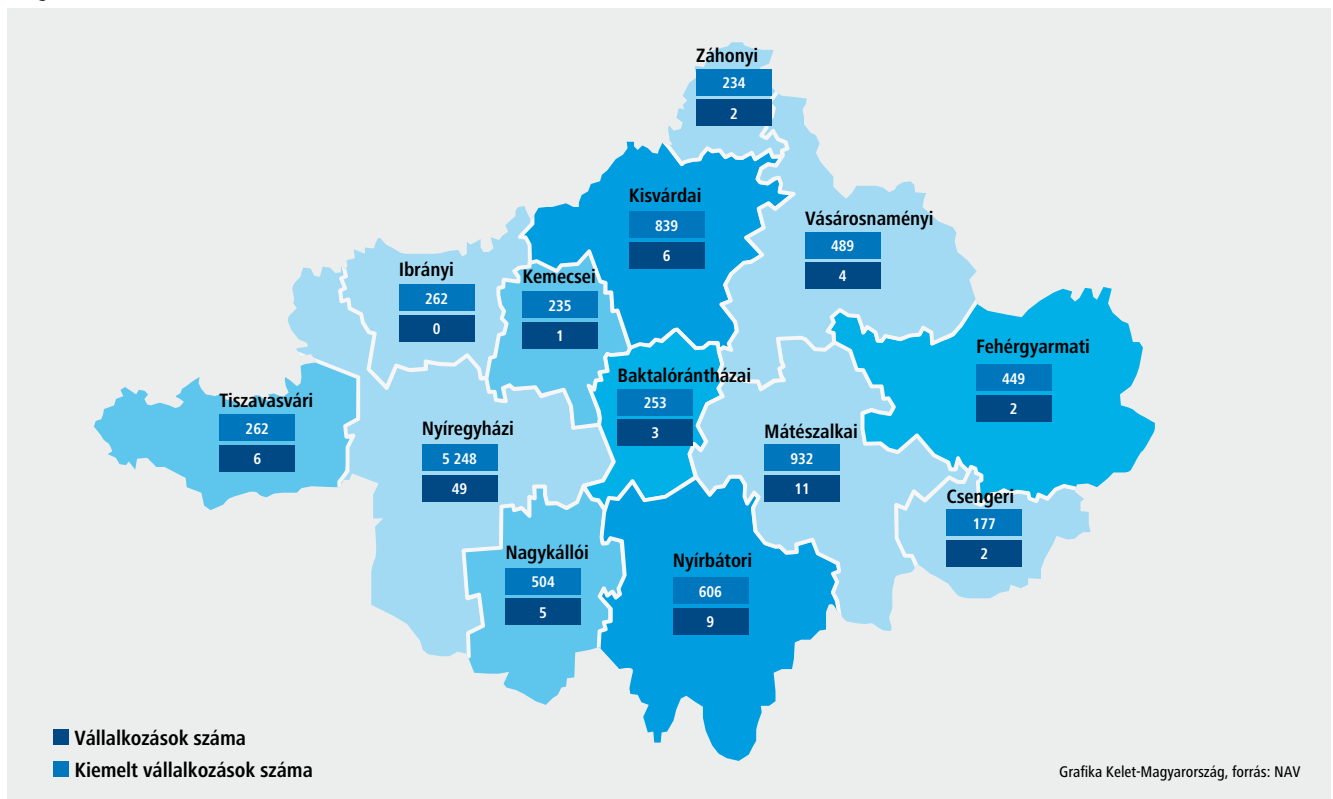 Záhonyi
234
2
Kisvárdai
839
6
Vásárosnaményi
489
4
Ibrányi
262
0
Kemecsei
235
1
Fehérgyarmati
449
2
Baktalórántházai
253
3
Tiszavasvári
262
6
Nyíregyházi
5 248
49
Mátészalkai
932
11
Csengeri
177
2
Nagykállói
504
5
Nyírbátori
606
9
Vállalkozások száma
Kiemelt vállalkozások száma
Grafika Kelet-Magyarország, forrás: NAV